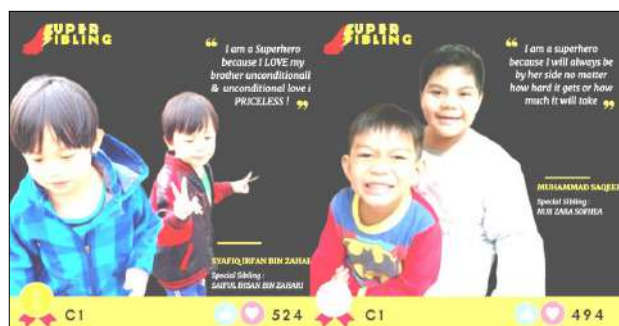 SUPER
SIBLING
“ I am a Superhero
because I LOVE my
brother unconditionall
& unconditional love i
PRICELESS ! ”
SYAFIQ IRFAN BIN ZAHAI
Special Sibling :
SAIFUL IHSAN BIN ZAHARI
C1
524
SUPER
SIBLING
“ I am a superhero
because I will always be
by her side no matter
how hard it gets or how
much it will take ”
MUHAMMAD SAQEE
Special Sibling :
NUR ZARA SOFHEA
C1
494